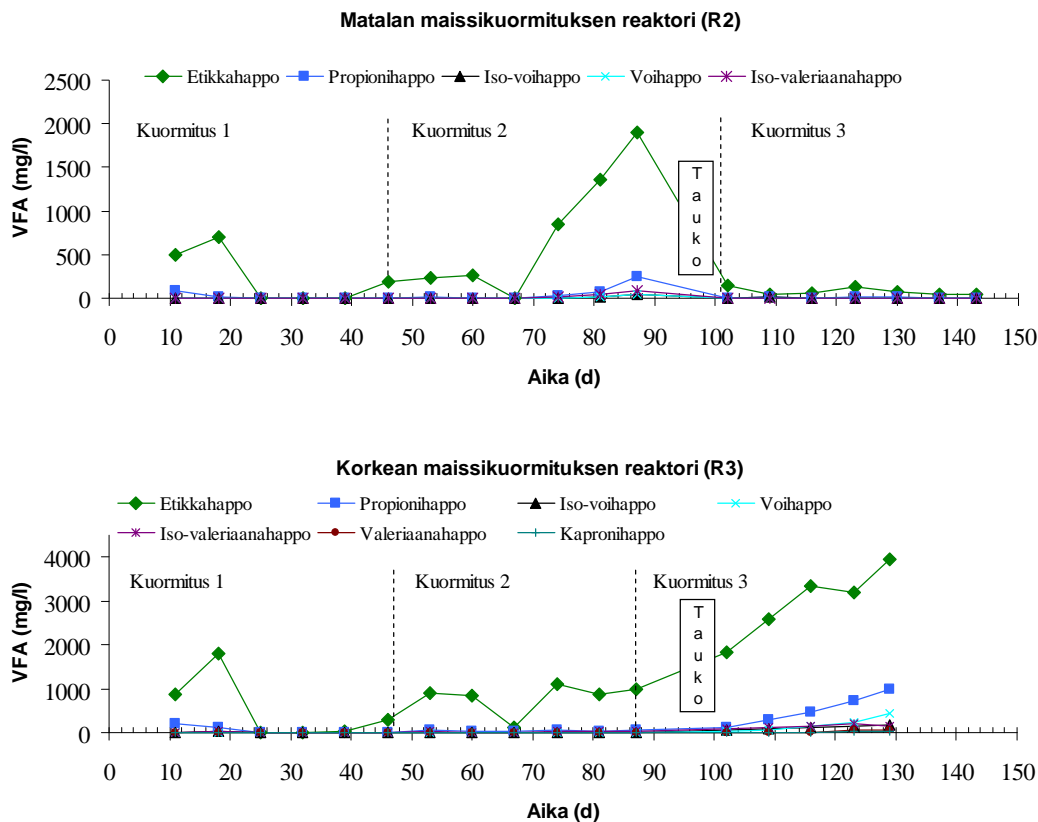 Matalan maissikuormituksen reaktori (R2)
Etikkahappo Propionihappo Iso-voihappo Voihappo Iso-valeriaanahappo
2500
2000
1500
1000
500
0
VFA (mg/l)
Kuormitus 1 Kuormitus 2 Kuormitus 3
Tauko
0 10 20 30 40 50 60 70 80 90 100 110 120 130 140 150
Aika (d)
Korkean maissikuormituksen reaktori (R3)
Etikkahappo Propionihappo Iso-voihappo Voihappo
Iso-valeriaanahappo Valeriaanahappo Kapronihappo
4000
3000
2000
1000
0
VFA (mg/l)
Kuormitus 1 Kuormitus 2 Kuormitus 3
Tauko
0 10 20 30 40 50 60 70 80 90 100 110 120 130 140 150
Aika (d)